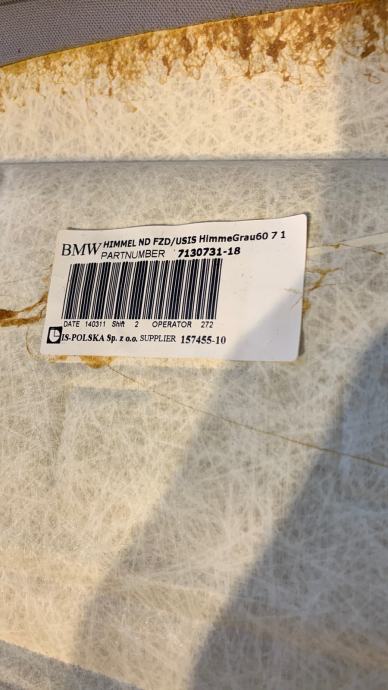 BMW HIMMEL ND FZD/USIS HimmeGrau60 7 1
PARTNUMBER 7130731-18
DATE 140311 Shift 2 OPERATOR 272
IS-POLSKA Sp. z o.o. SUPPLIER 157455-10